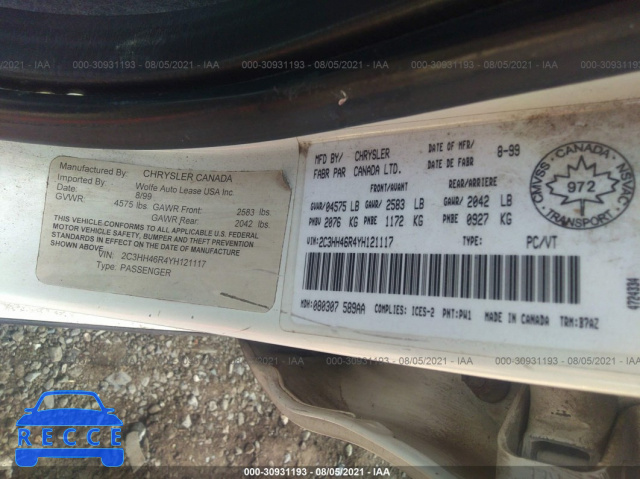 000-30931193 - 08/05/2021 - IAA
000-30931193 - 08/05/2021 - IAA
000-30931193 - 08/05/2021 - IAA
Manufactured By: CHRYSLER CANADA
Imported By: Wolfe Auto Lease USA Inc
Date: 8/99
GVWR: 4575 lbs. GAWR Front: 2583 lbs.
GAWR Rear: 2042 lbs.
THIS VEHICLE CONFORMS TO ALL APPLICABLE U.S. FEDERAL
MOTOR VEHICLE SAFETY, BUMPER, AND THEFT PREVENTION
STANDARDS IN EFFECT
VIN: 2C3HH46R4YH121117
Type: PASSENGER
MFD BY/ CHRYSLER
FABR PAR CANADA LTD.
DATE OF MFR/ 8-99
DATE DE FABR
FRONT/AVANT REAR/ARRIERE
GVWR/04575 LB GAWR/ 2583 LB GAWR/ 2042 LB
PNBV 2076 KG PNBE 1172 KG PNBE 0927 KG
VIN:2C3HH46R4YH121117 TYPE: PC/VT
MDH:080307 589AA COMPLIES: ICES-2 PNT:PW1 MADE IN CANADA TRM:B7AZ
CMVSS - CANADA - NSVAC
972
TRANSPORT
000-30931193 - 08/05/2021 - IAA
000-30931193 - 08/05/2021 - IAA
RECCE
000-30931193 - 08/05/2021 - IAA